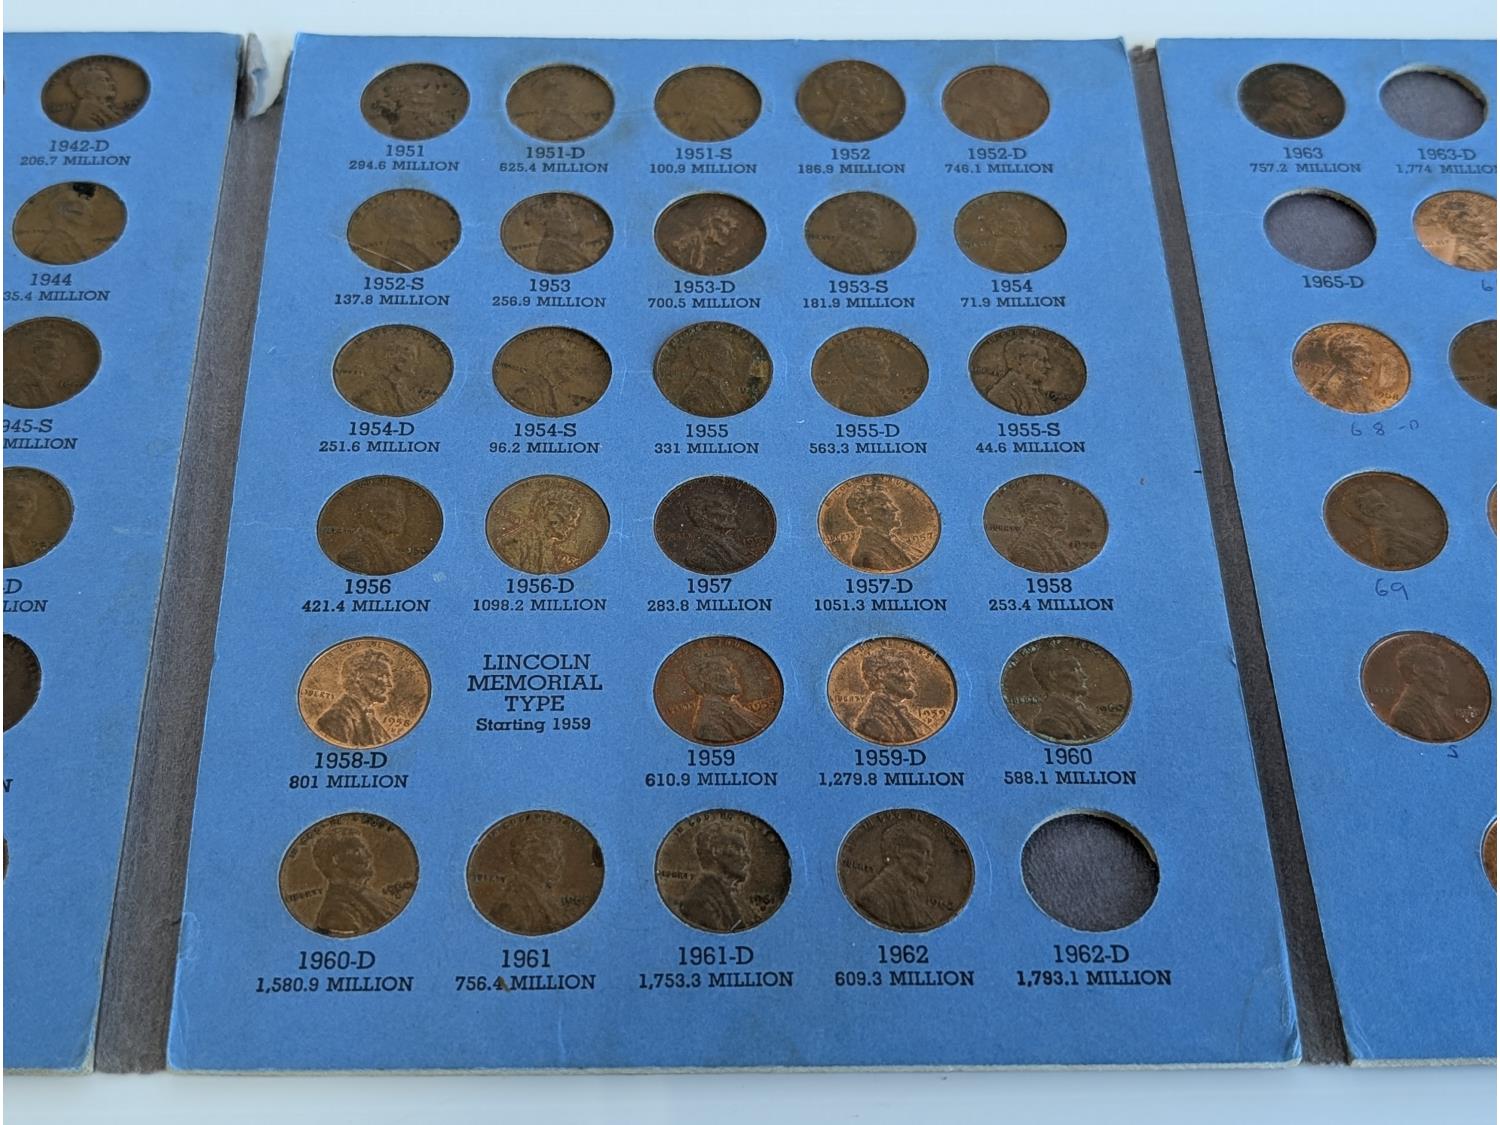 1942-D
206.7 MILLION
1944
35.4 MILLION
945-S
MILLION
-D
LION
N
1951
294.6 MILLION
1951-D
625.4 MILLION
1951-S
100.9 MILLION
1952
186.9 MILLION
1952-D
746.1 MILLION
1952-S
137.8 MILLION
1953
256.9 MILLION
1953-D
700.5 MILLION
1953-S
181.9 MILLION
1954
71.9 MILLION
1954-D
251.6 MILLION
1954-S
96.2 MILLION
1955
331 MILLION
1955-D
563.3 MILLION
1955-S
44.6 MILLION
1956
421.4 MILLION
1956-D
1098.2 MILLION
1957
283.8 MILLION
1957-D
1051.3 MILLION
1958
253.4 MILLION
1958-D
801 MILLION
LINCOLN
MEMORIAL
TYPE
Starting 1959
1959
610.9 MILLION
1959-D
1,279.8 MILLION
1960
588.1 MILLION
1960-D
1,580.9 MILLION
1961
756.4 MILLION
1961-D
1,753.3 MILLION
1962
609.3 MILLION
1962-D
1,793.1 MILLION
1963
757.2 MILLION
1963-D
1,774 MILLIO
1965-D
6
68-D
69
S